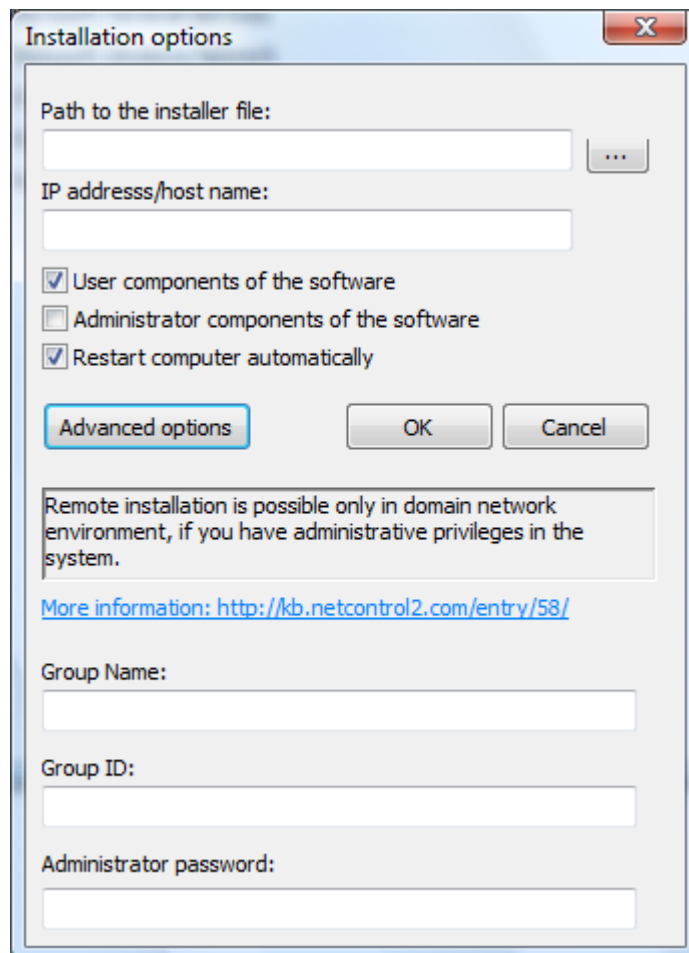 Installation options
Path to the installer file:
...
IP addresss/host name:
User components of the software
Administrator components of the software
Restart computer automatically
Advanced options OK Cancel
Remote installation is possible only in domain network
environment, if you have administrative privileges in the
system.
More information: http://kb.netcontrol2.com/entry/58/
Group Name:
Group ID:
Administrator password: